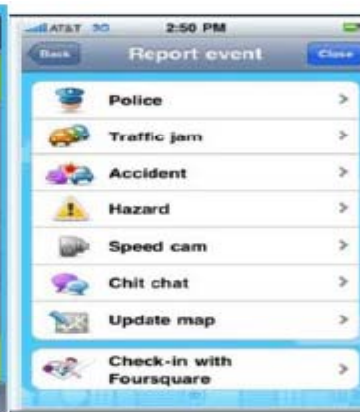 AT&T 3G 2:50 PM
Back Report event Close
Police
Traffic jam
Accident
Hazard
Speed cam
Chit chat
Update map
Check-in with
Foursquare